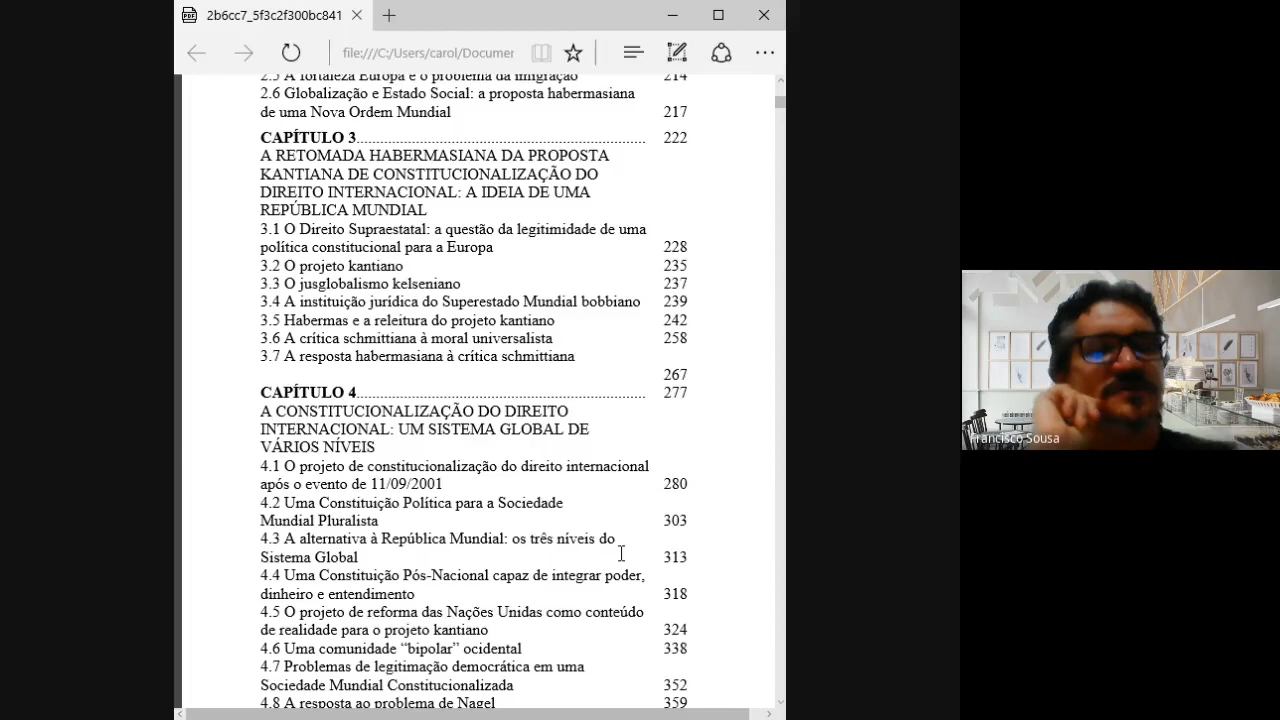 2b6cc7_5f3c2f300bc841
file:///C:/Users/carol/Documer
2.5 A fortaleza Europa e o problema da imigração 214
2.6 Globalização e Estado Social: a proposta habermasiana
de uma Nova Ordem Mundial 217
CAPÍTULO 3 222
A RETOMADA HABERMASIANA DA PROPOSTA
KANTIANA DE CONSTITUCIONALIZAÇÃO DO
DIREITO INTERNACIONAL: A IDEIA DE UMA
REPÚBLICA MUNDIAL
3.1 O Direito Supraestatal: a questão da legitimidade de uma
política constitucional para a Europa 228
3.2 O projeto kantiano 235
3.3 O jusglobalismo kelseniano 237
3.4 A instituição jurídica do Superestado Mundial bobbiano 239
3.5 Habermas e a releitura do projeto kantiano 242
3.6 A crítica schmittiana à moral universalista 258
3.7 A resposta habermasiana à crítica schmittiana
267
CAPÍTULO 4 277
A CONSTITUCIONALIZAÇÃO DO DIREITO
INTERNACIONAL: UM SISTEMA GLOBAL DE
VÁRIOS NÍVEIS
4.1 O projeto de constitucionalização do direito internacional
após o evento de 11/09/2001 280
4.2 Uma Constituição Política para a Sociedade
Mundial Pluralista 303
4.3 A alternativa à República Mundial: os três níveis do
Sistema Global 313
4.4 Uma Constituição Pós-Nacional capaz de integrar poder,
dinheiro e entendimento 318
4.5 O projeto de reforma das Nações Unidas como conteúdo
de realidade para o projeto kantiano 324
4.6 Uma comunidade “bipolar” ocidental 338
4.7 Problemas de legitimação democrática em uma
Sociedade Mundial Constitucionalizada 352
4.8 A resposta ao problema de Nagel 359
Francisco Sousa